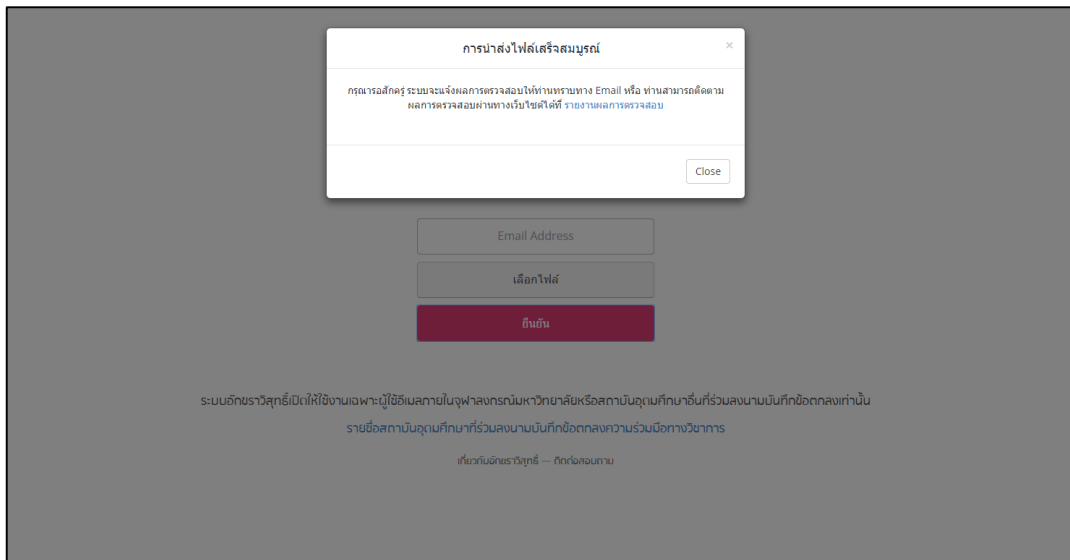 การนำส่งไฟล์เสร็จสมบูรณ์
×
กรุณารอสักครู่ ระบบจะแจ้งผลการตรวจสอบให้ท่านทราบทาง Email หรือ ท่านสามารถติดตาม
ผลการตรวจสอบผ่านทางเว็บไซต์ได้ที่ รายงานผลการตรวจสอบ
Close
Email Address
เลือกไฟล์
ยืนยัน
ระบบอักขราวิสุทธิ์เปิดให้ใช้งานเฉพาะผู้ใช้อีเมลภายในจุฬาลงกรณ์มหาวิทยาลัยหรือสถาบันอุดมศึกษาอื่นที่ร่วมลงนามบันทึกข้อตกลงเท่านั้น
รายชื่อสถาบันอุดมศึกษาที่ร่วมลงนามบันทึกข้อตกลงความร่วมมือทางวิชาการ
เกี่ยวกับอักขราวิสุทธิ์ — ติดต่อสอบถาม